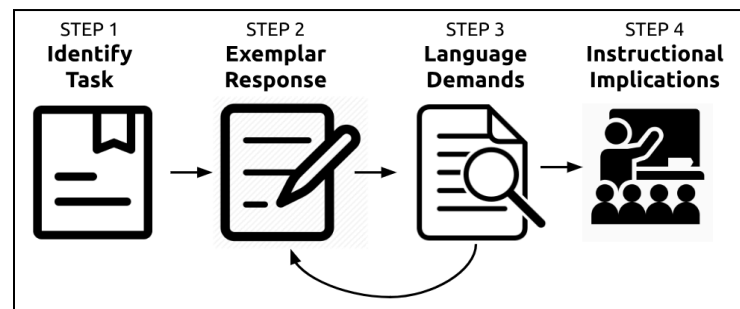 STEP 1
Identify
Task
STEP 2
Exemplar
Response
STEP 3
Language
Demands
STEP 4
Instructional
Implications